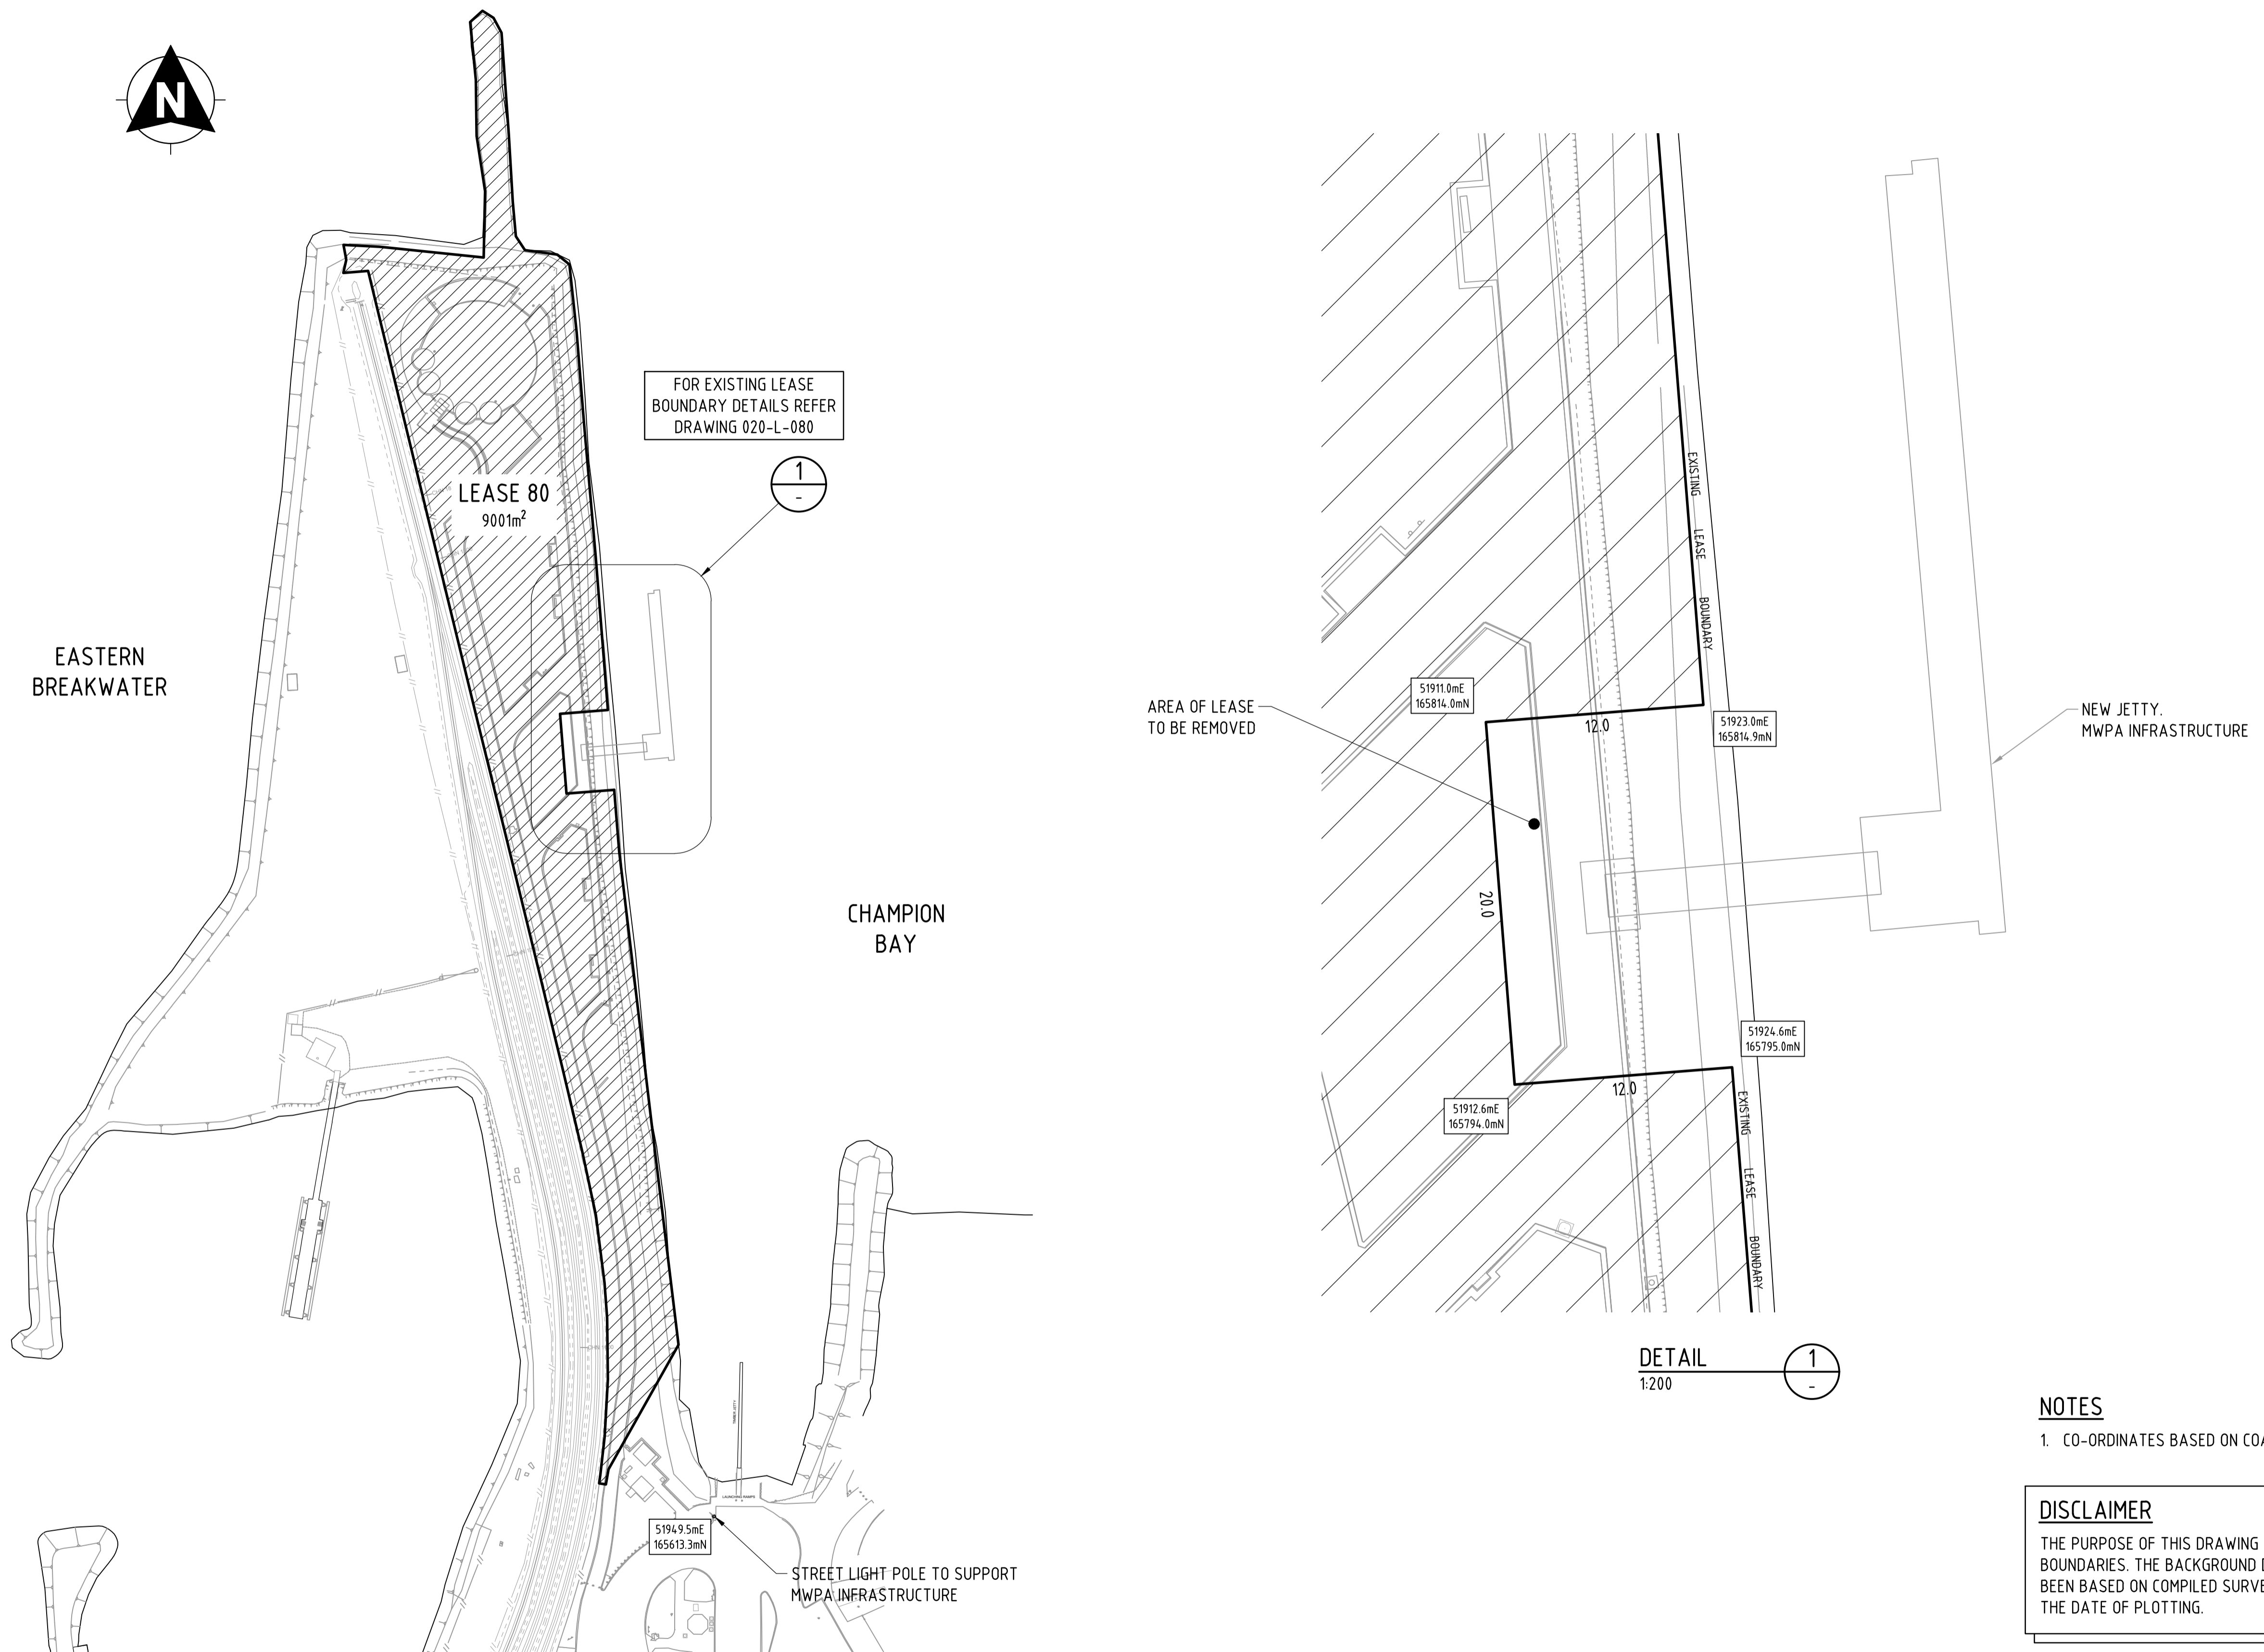 N
FOR EXISTING LEASE
BOUNDARY DETAILS REFER
DRAWING 020-L-080
1
-
LEASE 80
9001m²
EASTERN
BREAKWATER
CHAMPION
BAY
TIMBER JETTY
LAUNCHING RAMPS
51949.5mE
165613.3mN
STREET LIGHT POLE TO SUPPORT
MWPA INFRASTRUCTURE
EXISTING LEASE BOUNDARY
51911.0mE
165814.0mN
AREA OF LEASE
TO BE REMOVED
12.0
51923.0mE
165814.9mN
NEW JETTY.
MWPA INFRASTRUCTURE
20.0
51924.6mE
165795.0mN
12.0
51912.6mE
165794.0mN
EXISTING LEASE BOUNDARY
DETAIL
1:200
1
-
NOTES
1. CO-ORDINATES BASED ON
DISCLAIMER
THE PURPOSE OF THIS DRAWING
BOUNDARIES. THE BACKGROUND
BEEN BASED ON COMPILED
THE DATE OF PLOTTING.